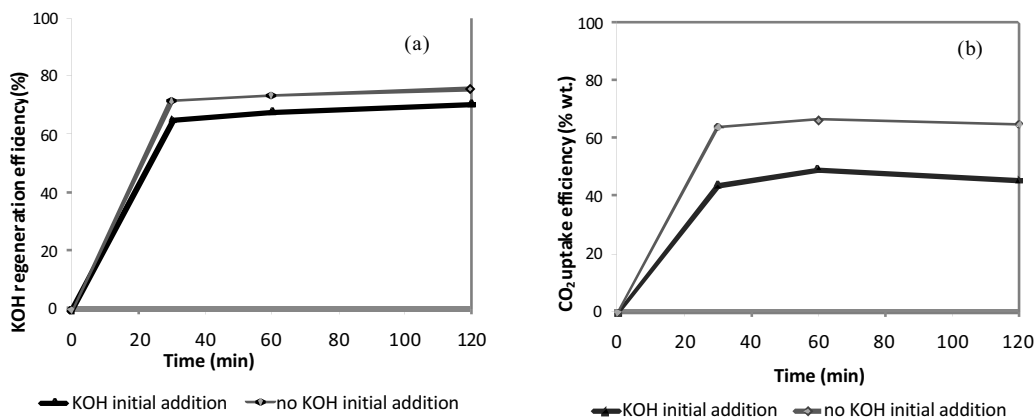 (a)
KOH regeneration effidency(%)
100
80
60
40
20
0
0 20 40 60 80 100 120
Time (min)
KOH initial addition no KOH initial addition
(b)
CO2 uptake efficiency (% wt.)
100
80
60
40
20
0
0 20 40 60 80 100 120
Time (min)
KOH initial addition no KOH initial addition